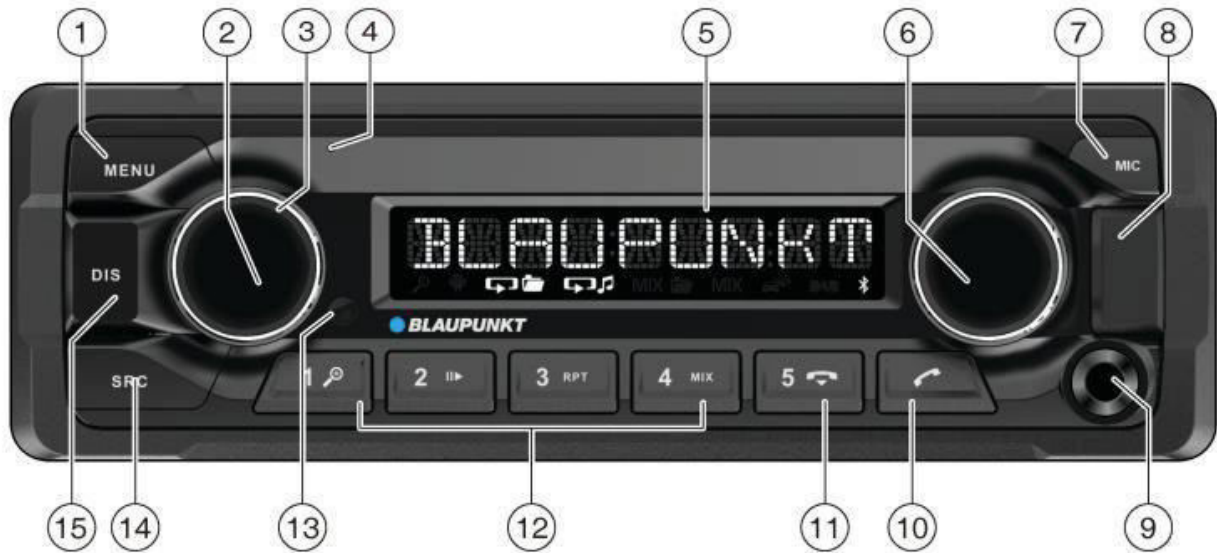 1 2 3 4 5 6 7 8
MENU
MIC
BLAUPUNKT
DIS
MIX MIX DAB
BLAUPUNKT
SRC
1 2 3 RPT 4 MIX 5
15 14 13 12 11 10 9